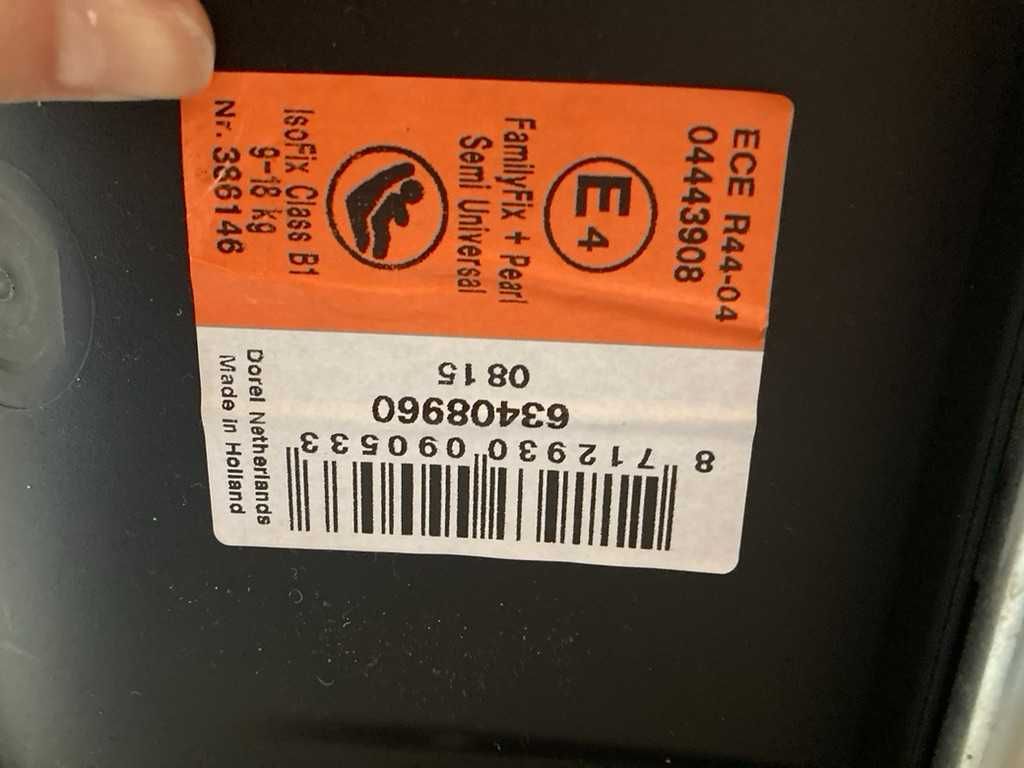 ECE R44-04
04443908
E4
FamilyFix + Pearl
Semi Universal
IsoFix Class B1
9-18 kg
Nr. 386146
08 15
63408960
8 712930 090533
Dorel Netherlands
Made in Holland